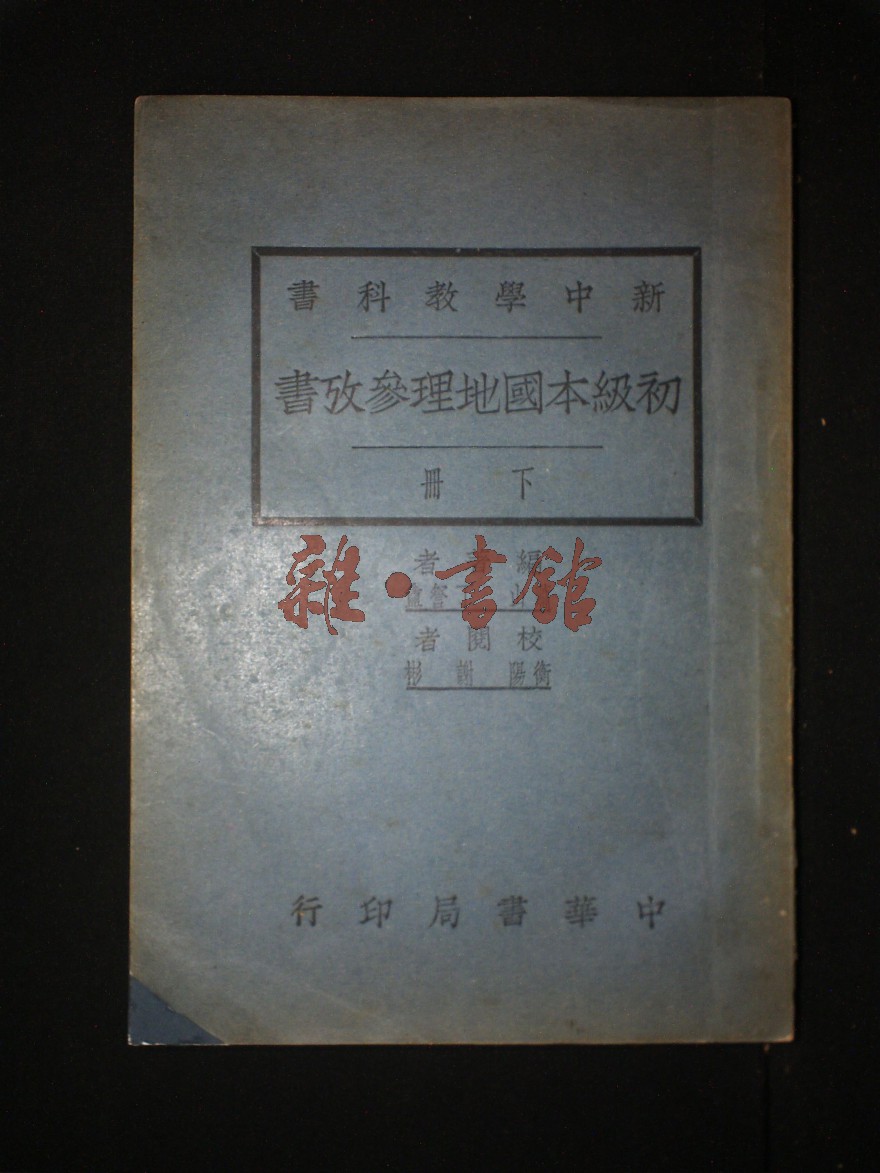 新中學教科書
初級本國地理參攷書
下冊
編者
校閱者
衡陽謝彬
中華書局印行
雜·書館